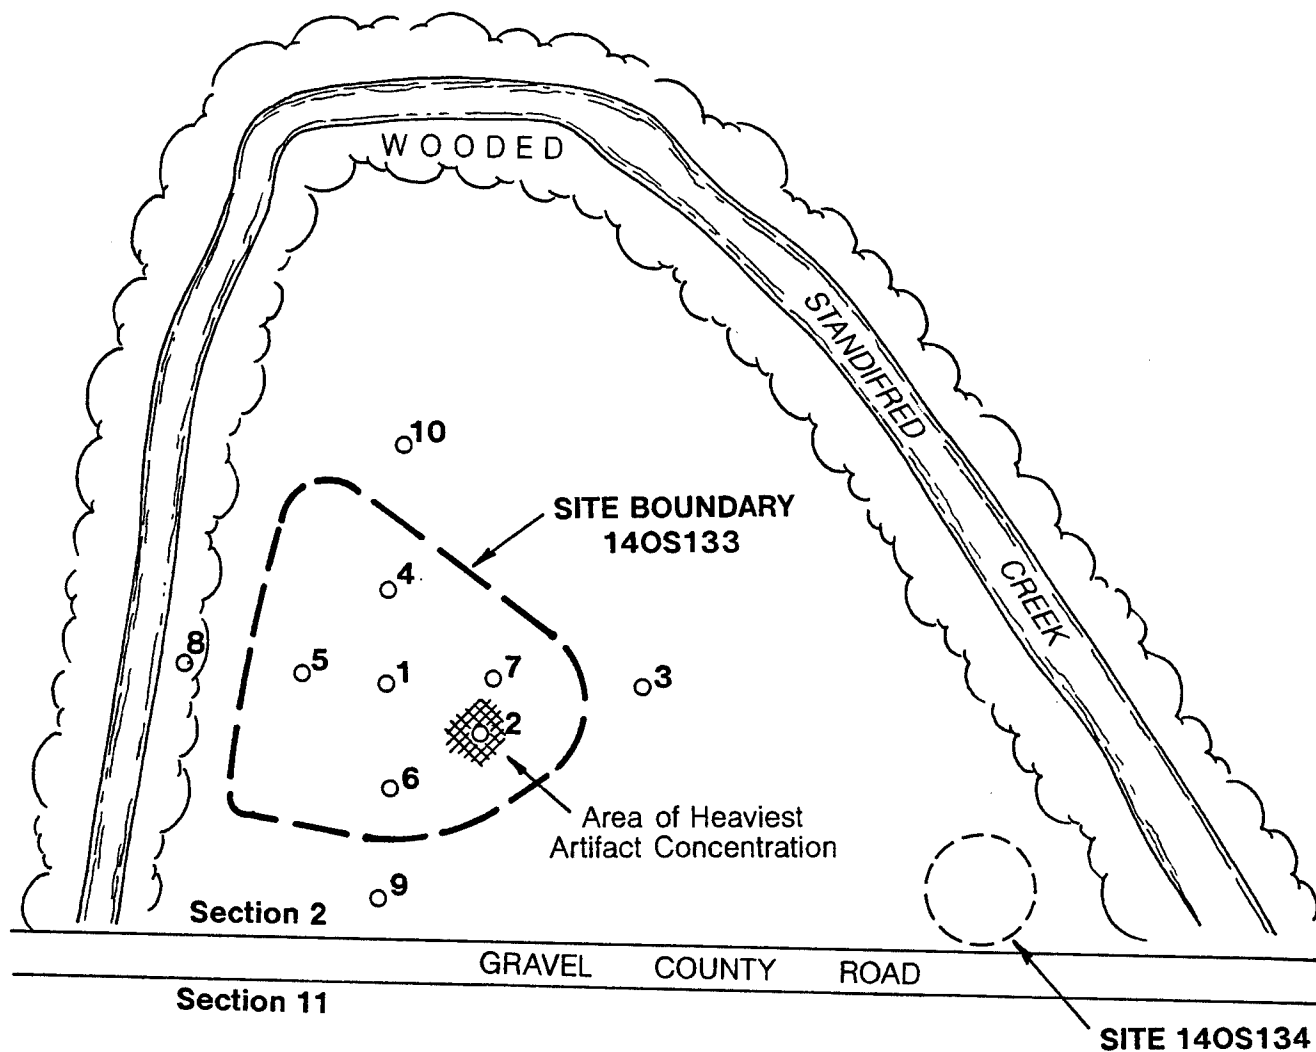 WOODED
STANDIFRED
CREEK
10
SITE BOUNDARY
14OS133
4
8
5
1
7
3
2
6
Area of Heaviest
Artifact Concentration
9
Section 2
GRAVEL COUNTY ROAD
Section 11
SITE 14OS134